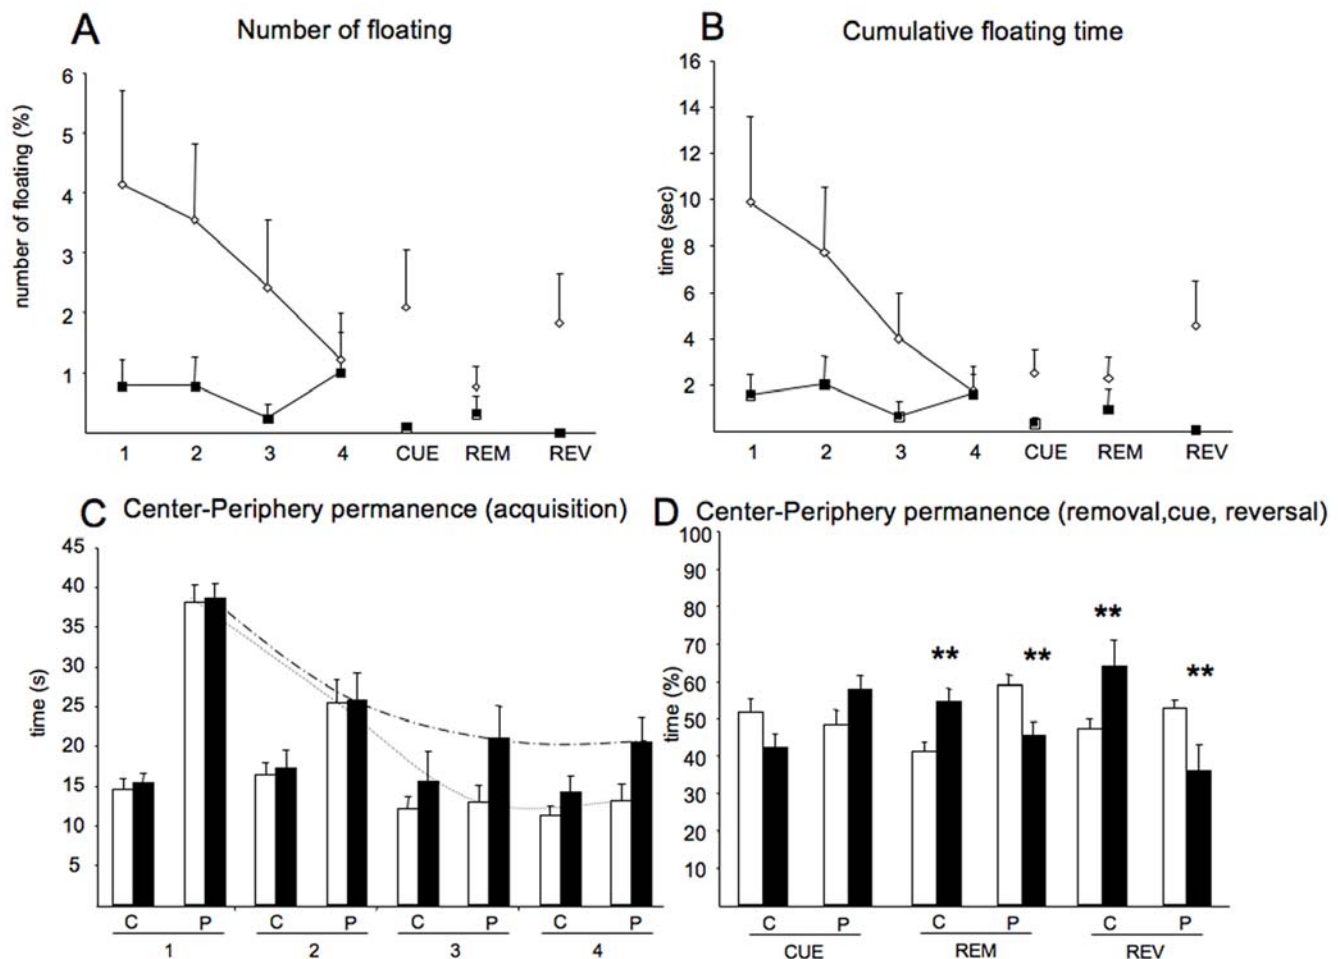 A Number of floating
number of floating (%)
6
5
4
3
2
1
1 2 3 4 CUE REM REV
B Cumulative floating time
time (sec)
16
14
12
10
8
6
4
2
1 2 3 4 CUE REM REV
C Center-Periphery permanence (acquisition)
time (s)
45
40
35
30
25
20
15
10
5
C P C P C P C P
1 2 3 4
D Center-Periphery permanence (removal,cue, reversal)
time (%)
100
90
80
70
60
50
40
30
20
10
** ** ** **
C P C P C P
CUE REM REV